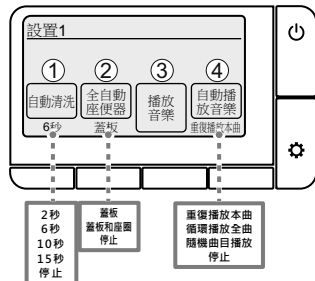 設置1
① ② ③ ④
自動清洗
全自動
座便器
播放
音樂
自動播
放音樂
6秒
蓋板
重復播放本曲
2秒
6秒
10秒
15秒
停止
蓋板
蓋板和座圈
停止
重復播放本曲
循環播放全曲
隨機曲目播放
停止